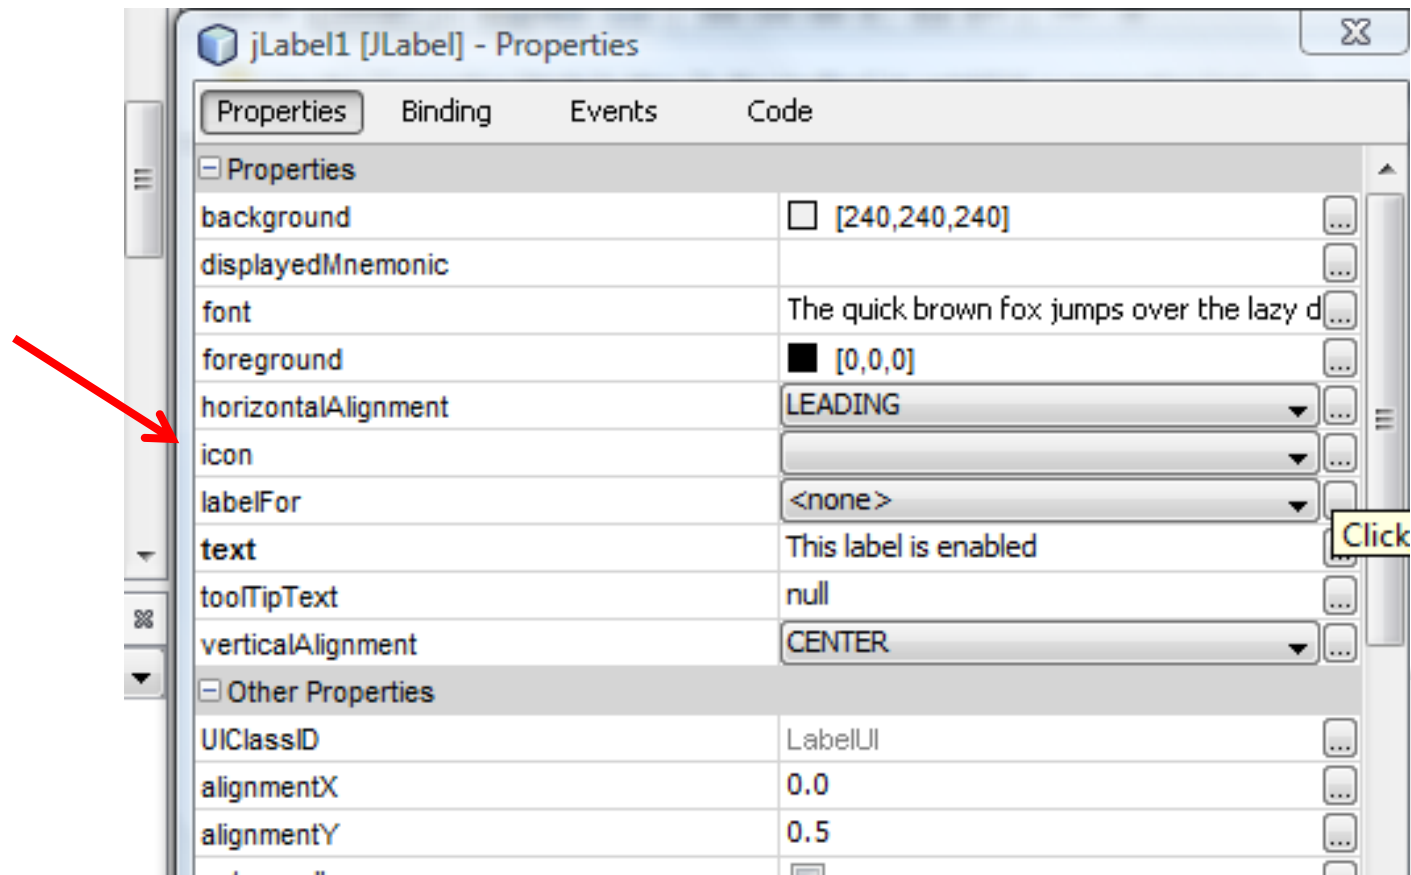 jLabel1 [JLabel] - Properties
Properties Binding Events Code
Properties
background [240,240,240] ...
displayedMnemonic ...
font The quick brown fox jumps over the lazy d ...
foreground [0,0,0] ...
horizontalAlignment LEADING ...
icon ...
labelFor <none>
Click
text This label is enabled ...
toolTipText null ...
verticalAlignment CENTER ...
Other Properties
UIClassID LabelUI ...
alignmentX 0.0 ...
alignmentY 0.5 ...